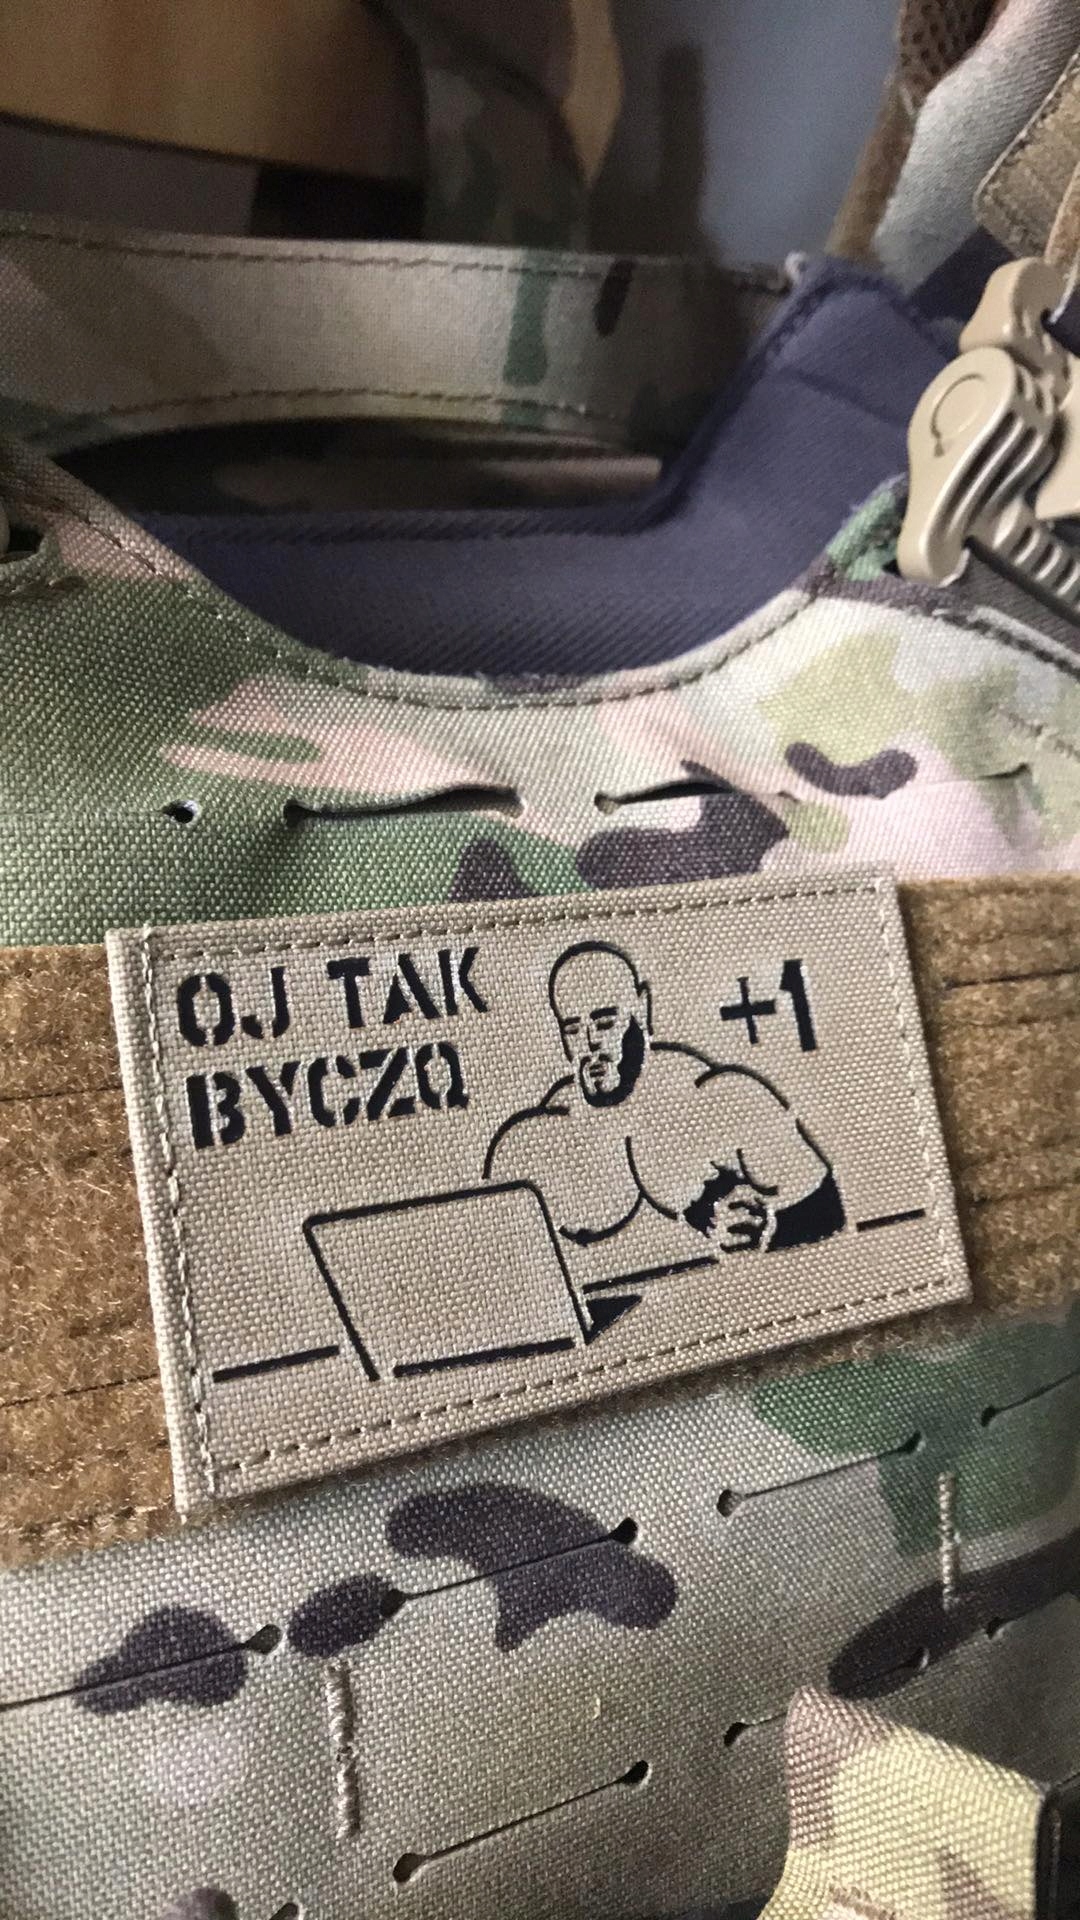 OJ TAK
BYCZQ
+1